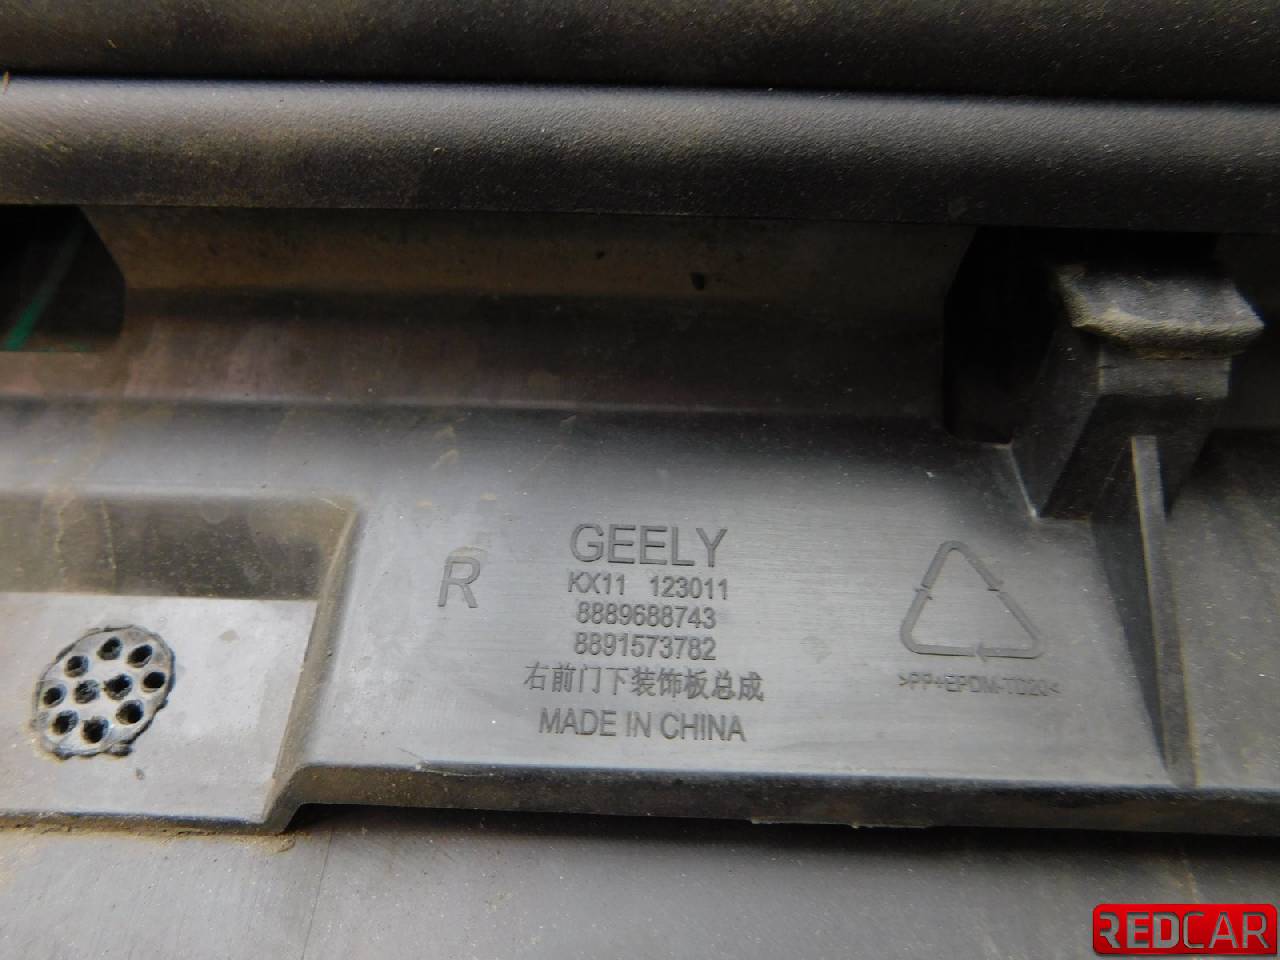 R
GEELY
KX11 123011
8889688743
8891573782
右前门下装饰板总成
MADE IN CHINA
>PP+EPDM-TD20<
REDCAR